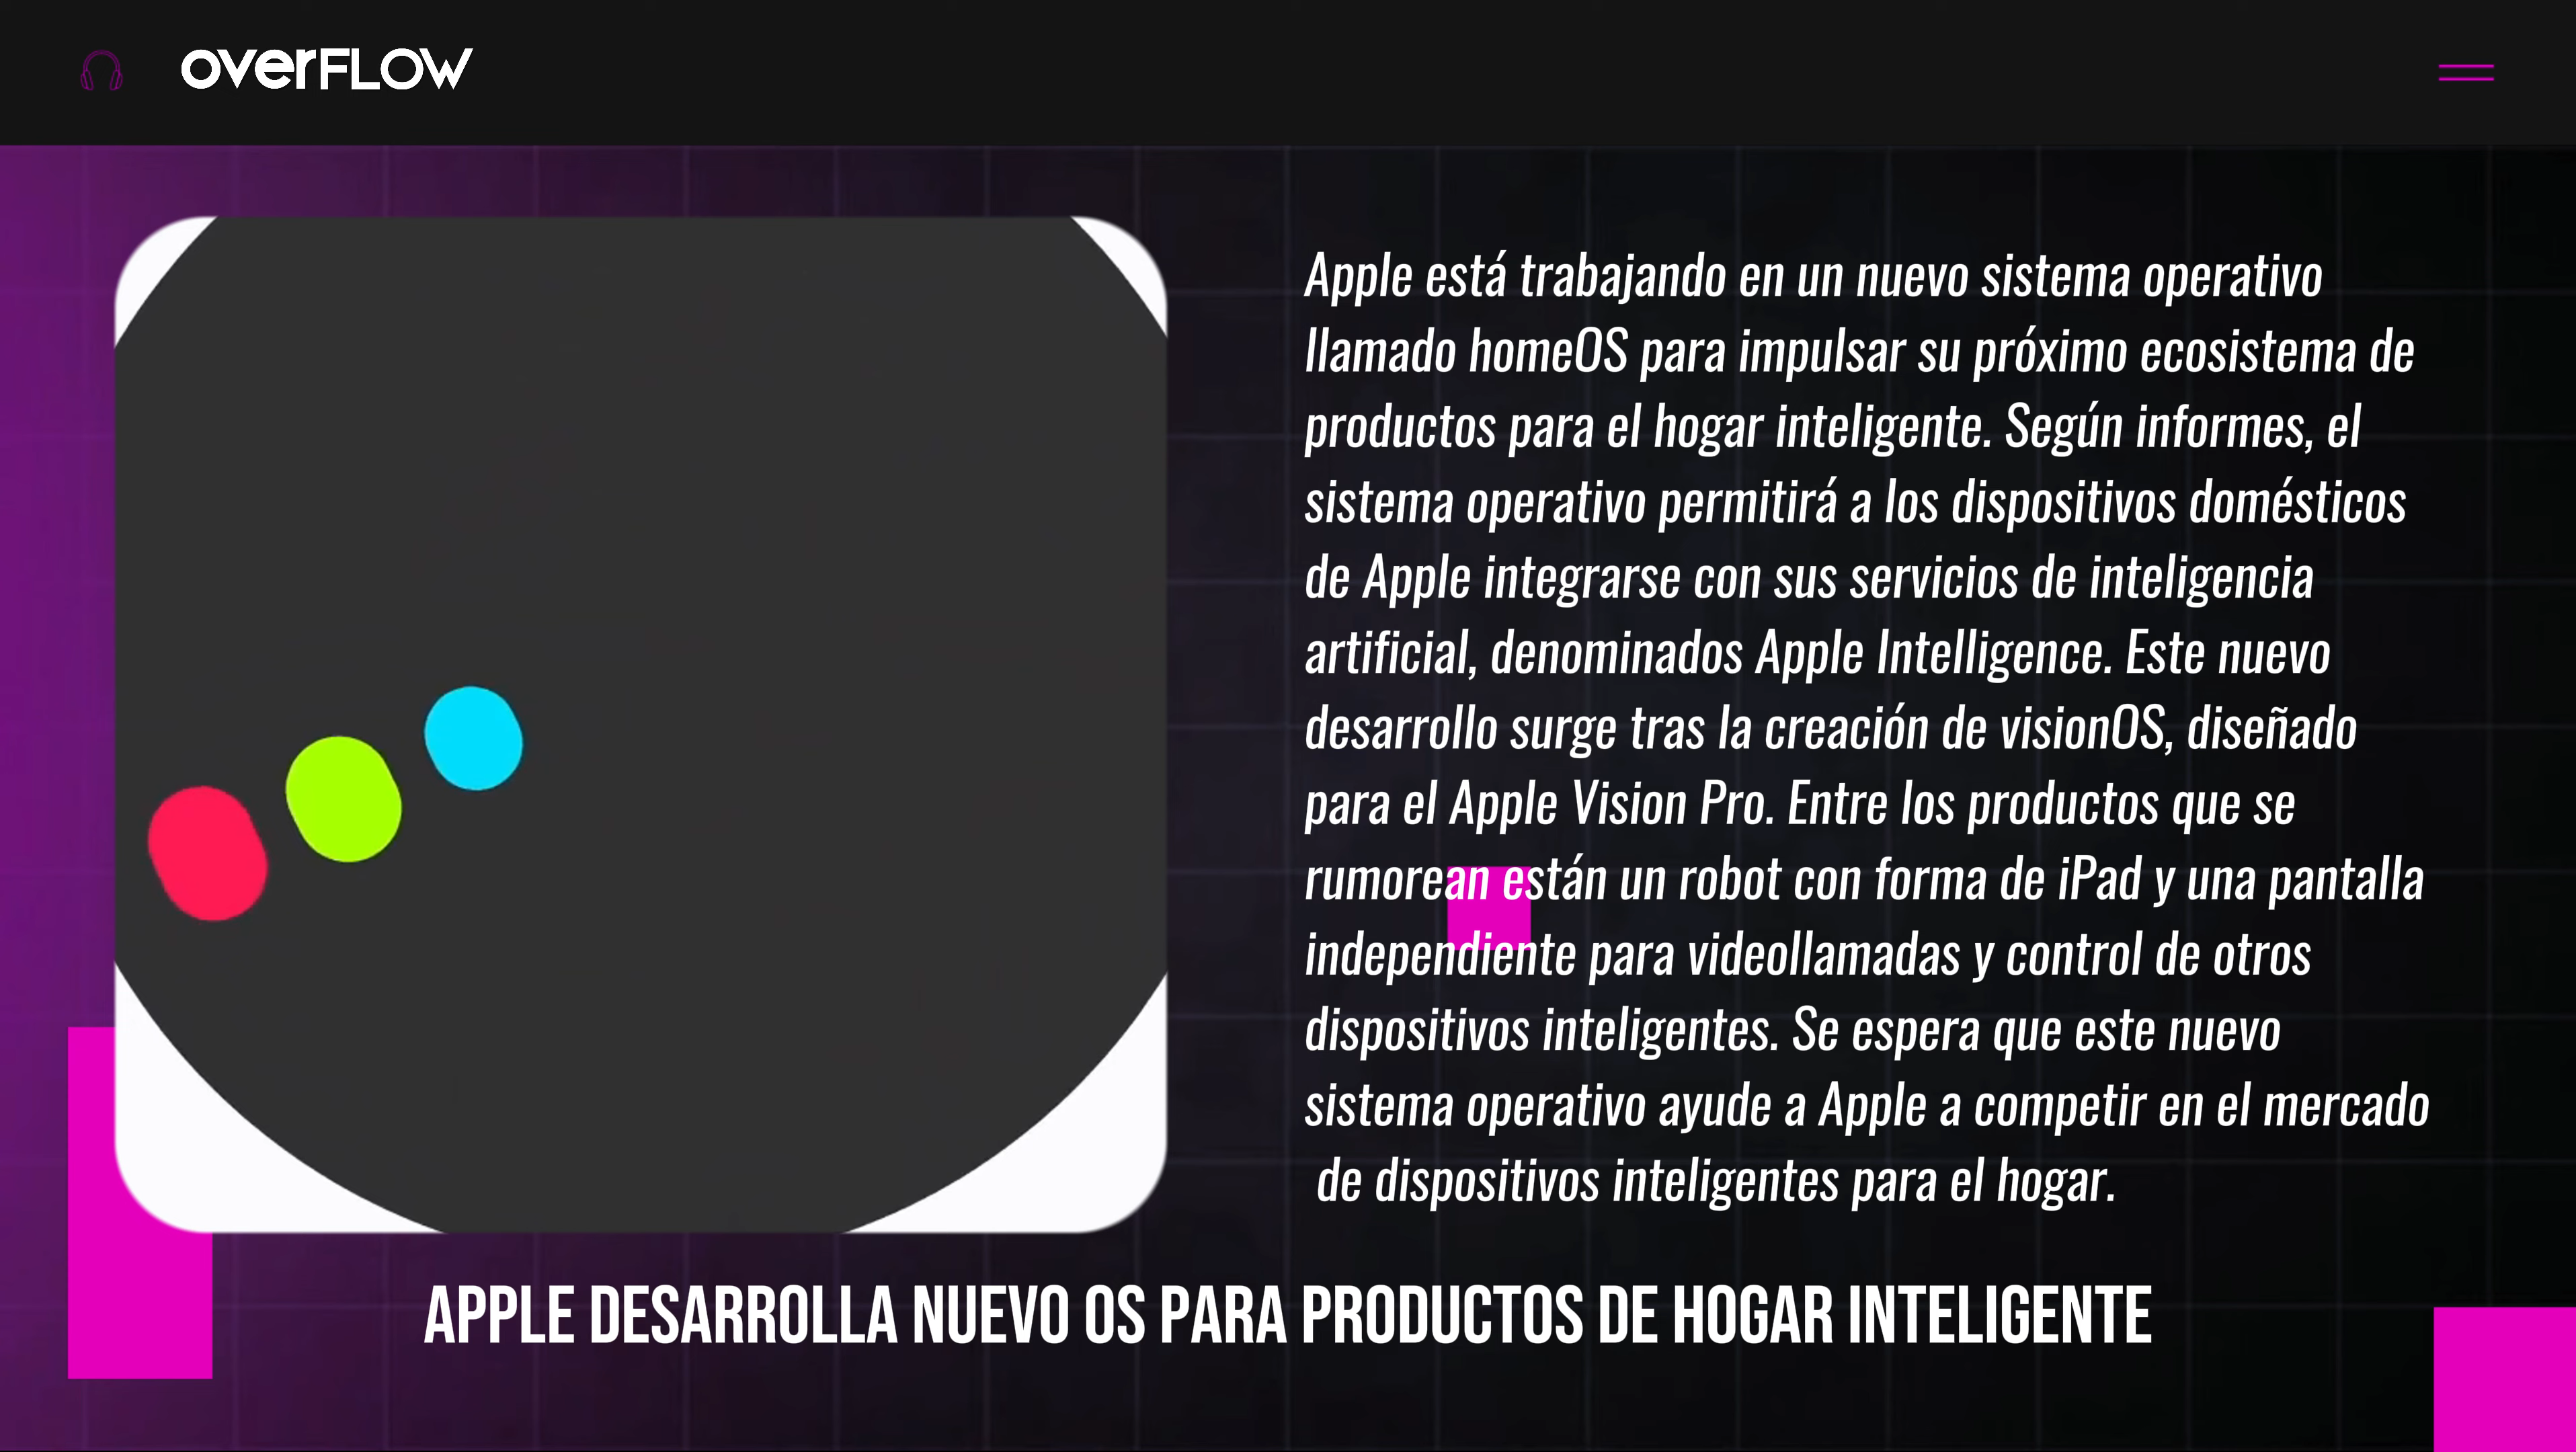 overFLOW
Apple está trabajando en un nuevo sistema operativo
llamado homeOS para impulsar su próximo ecosistema de
productos para el hogar inteligente. Según informes, el
sistema operativo permitirá a los dispositivos domésticos
de Apple integrarse con sus servicios de inteligencia
artificial, denominados Apple Intelligence. Este nuevo
desarrollo surge tras la creación de visionOS, diseñado
para el Apple Vision Pro. Entre los productos que se
rumorean están un robot con forma de iPad y una pantalla
independiente para videollamadas y control de otros
dispositivos inteligentes. Se espera que este nuevo
sistema operativo ayude a Apple a competir en el mercado
de dispositivos inteligentes para el hogar.
APPLE DESARROLLA NUEVO OS PARA PRODUCTOS DE HOGAR INTELIGENTE